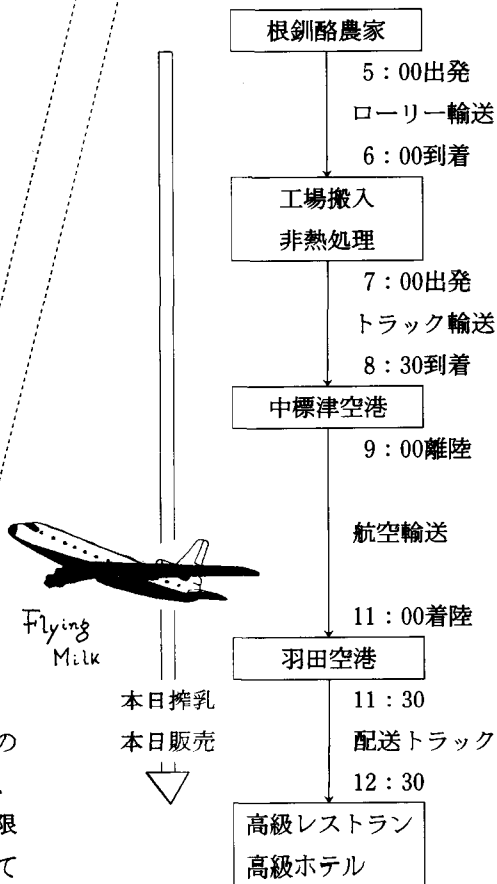 根釧酪農家
5：00出発
ローリー輸送
6：00到着
工場搬入
非熱処理
7：00出発
トラック輸送
8：30到着
中標津空港
9：00離陸
航空輸送
11：00着陸
羽田空港
11：30
配送トラック
12：30
高級レストラン
高級ホテル
Flying
Milk
本日搾乳
本日販売
の
限
て